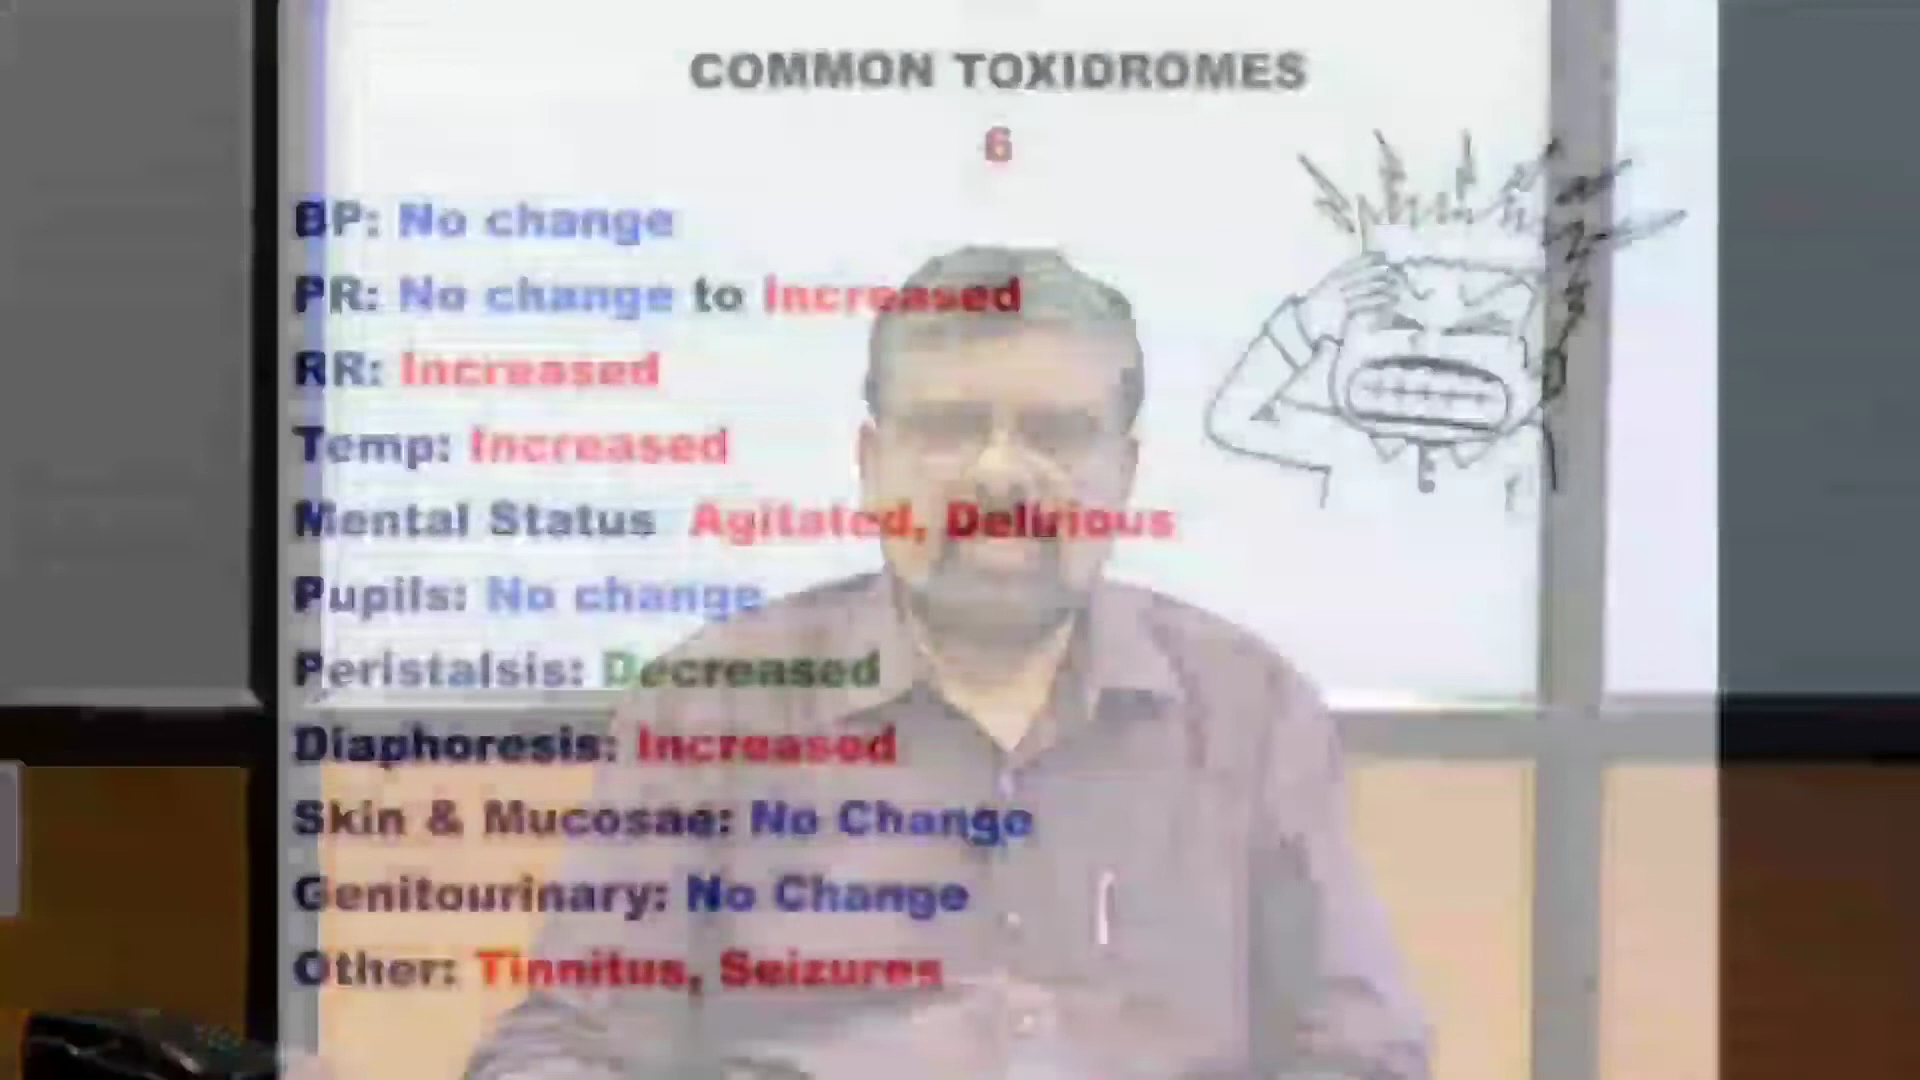 COMMON TOXIDROMES
6
BP: No change
PR: No change to Increased
RR: Increased
Temp: Increased
Mental Status Agitated, Delirious
Pupils: No change
Peristalsis: Decreased
Diaphoresis: Increased
Skin & Mucosae: No Change
Genitourinary: No Change
Other: Tinnitus, Seizures